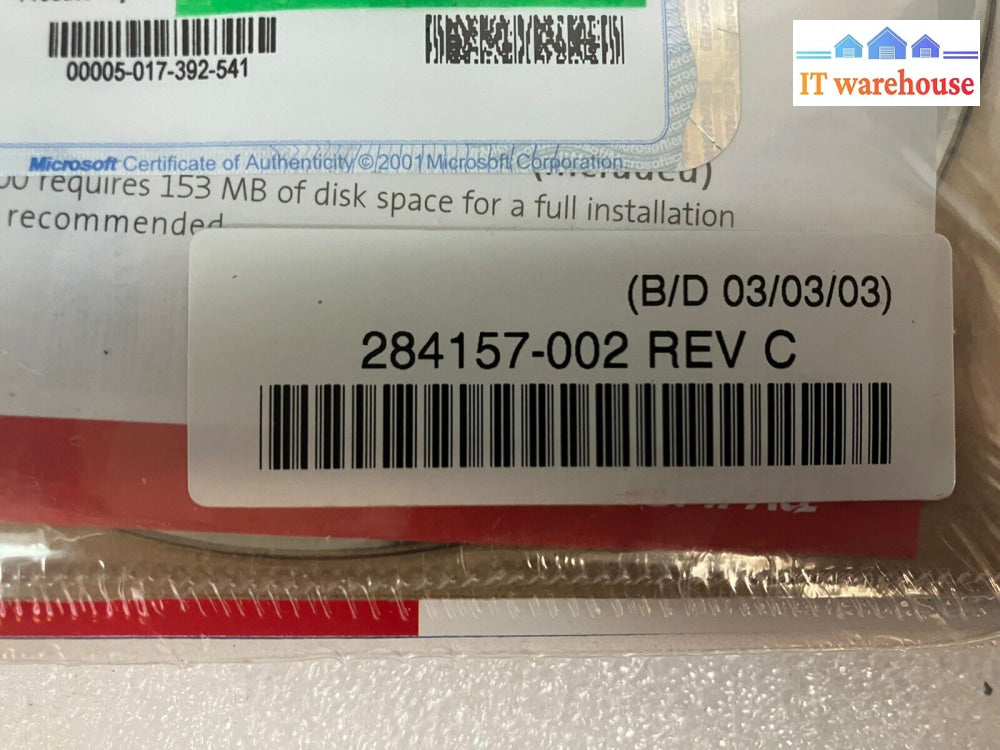 00005-017-392-541
IT warehouse
Microsoft Certificate of Authenticity © 2001 Microsoft Corporation.
requires 153 MB of disk space for a full installation
recommended
(B/D 03/03/03)
284157-002 REV C